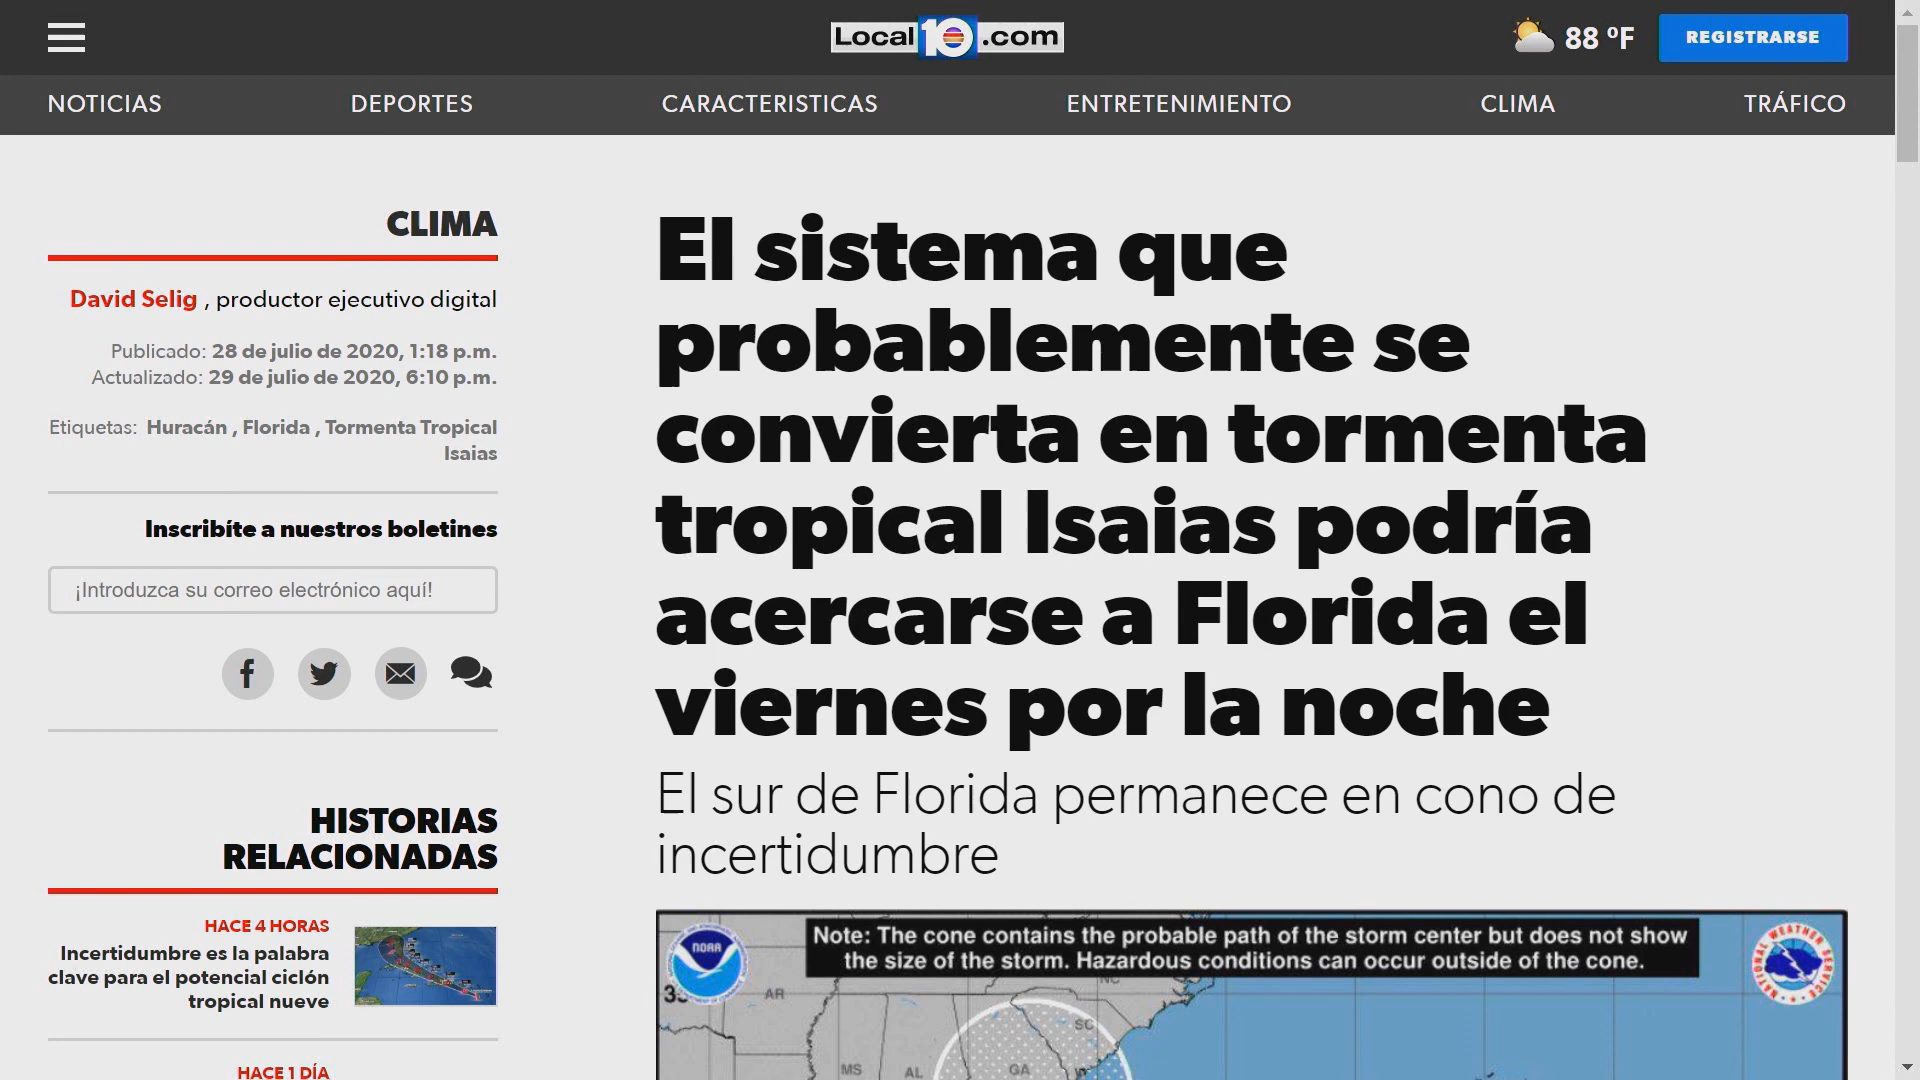 Local 10 .com
88 ºF
REGISTRARSE
NOTICIAS
DEPORTES
CARACTERISTICAS
ENTRETENIMIENTO
CLIMA
TRÁFICO
CLIMA
David Selig , productor ejecutivo digital
Publicado: 28 de julio de 2020, 1:18 p.m.
Actualizado: 29 de julio de 2020, 6:10 p.m.
Etiquetas: Huracán , Florida , Tormenta Tropical
Isaias
Inscribíte a nuestros boletines
¡Introduzca su correo electrónico aquí!
HISTORIAS
RELACIONADAS
HACE 4 HORAS
Incertidumbre es la palabra
clave para el potencial ciclón
tropical nueve
HACE 1 DÍA
El sistema que
probablemente se
convierta en tormenta
tropical Isaias podría
acercarse a Florida el
viernes por la noche
El sur de Florida permanece en cono de
incertidumbre
Note: The cone contains the probable path of the storm center but does not show
the size of the storm. Hazardous conditions can occur outside of the cone.
NOAA
NATIONAL WEATHER SERVICE
AR
NC
SC
MS
AL
GA